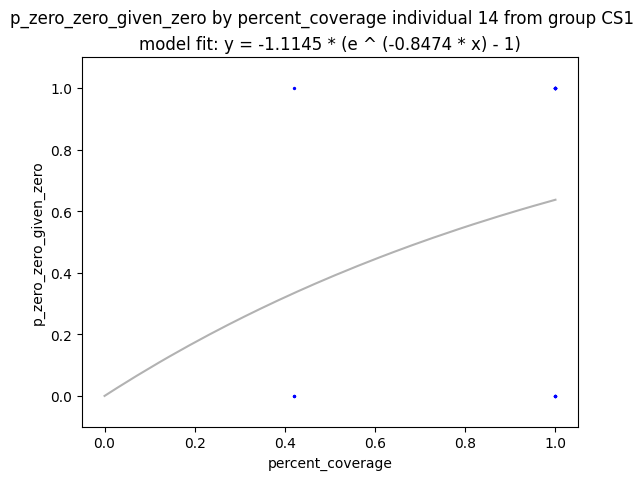 p_zero_zero_given_zero by percent_coverage individual 14 from group CS1
model fit: y = -1.1145 * (e ^ (-0.8474 * x) - 1)
1.0
0.8
0.6
0.4
0.2
0.0
p_zero_zero_given_zero
0.0 0.2 0.4 0.6 0.8 1.0
percent_coverage